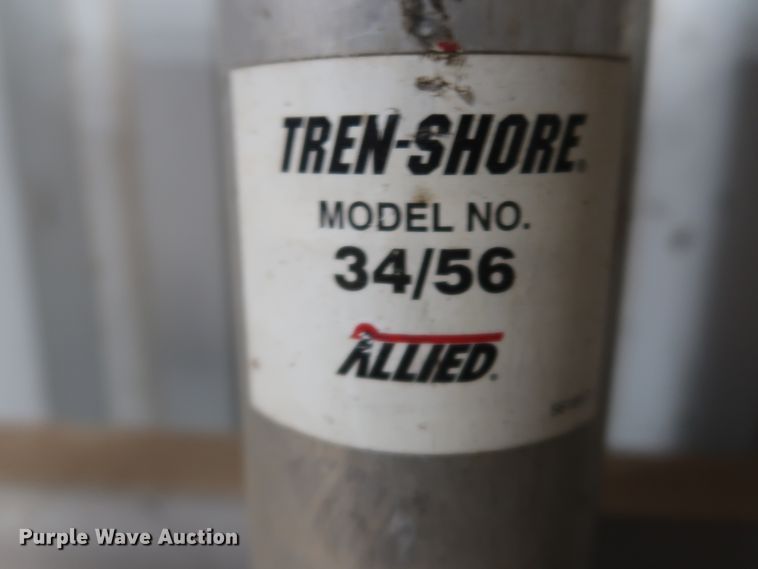 TREN-SHORE®
MODEL NO.
34/56
ALLIED®
Purple Wave Auction